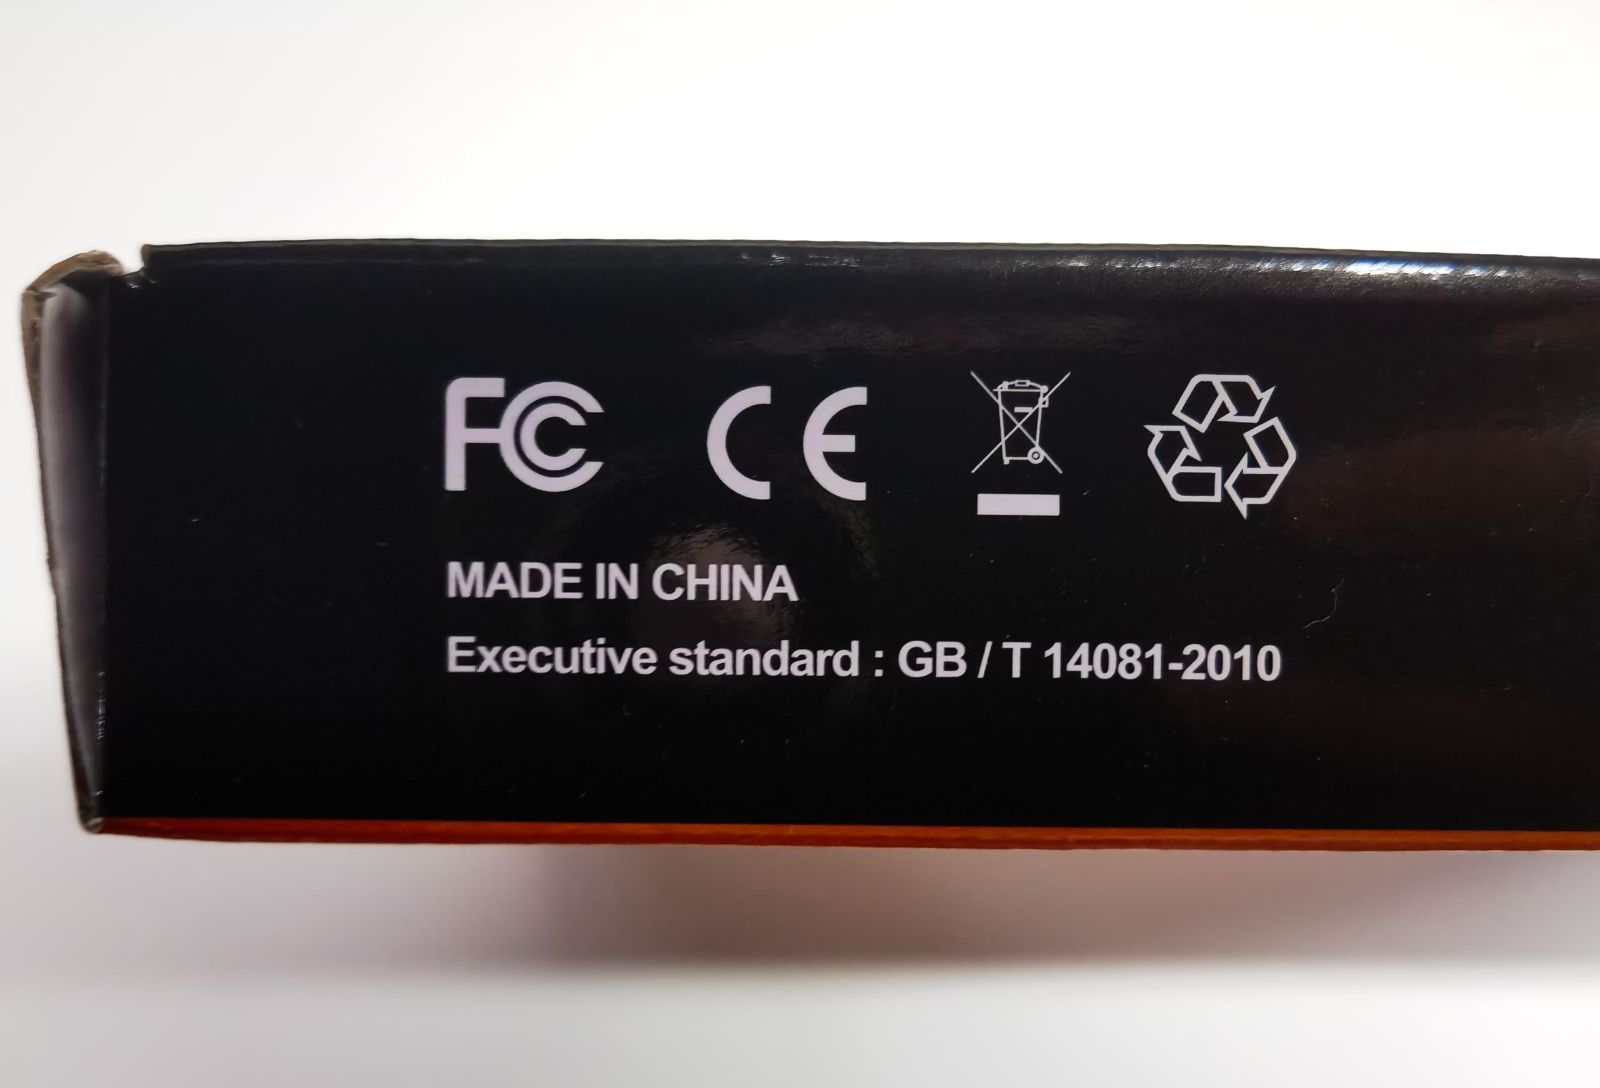 FC CE
MADE IN CHINA
Executive standard : GB / T 14081-2010